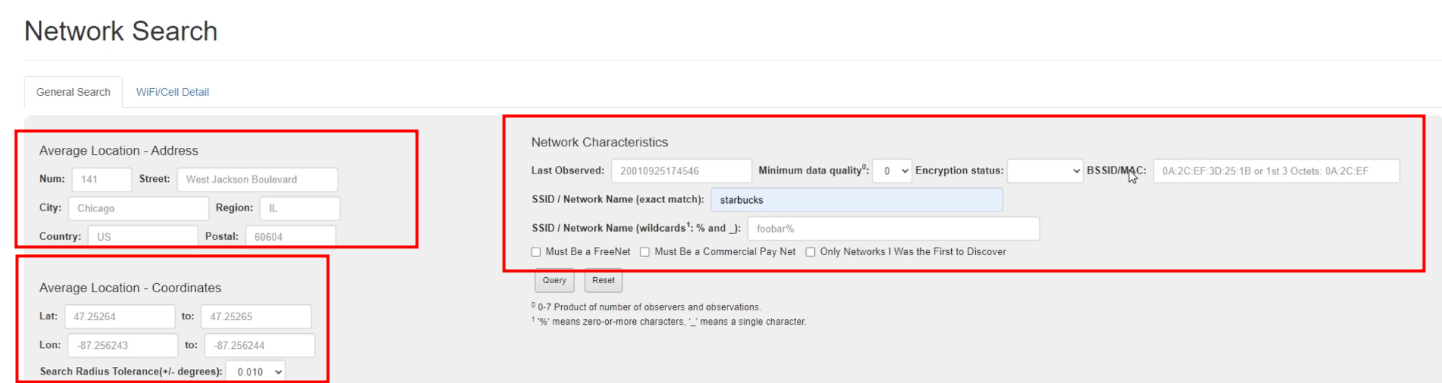 Network Search
General Search WiFi/Cell Detail
Average Location - Address
Num: 141 Street: West Jackson Boulevard
City: Chicago Region: IL
Country: US Postal: 60604
Average Location - Coordinates
Lat: 47.25264 to: 47.25265
Lon: -87.256243 to: -87.256244
Search Radius Tolerance(+/- degrees): 0.010
Network Characteristics
Last Observed: 20010925174546 Minimum data quality⁰: 0 Encryption status: BSSID/MAC: 0A:2C:EF:3D:25:1B or 1st 3 Octets: 0A:2C:EF
SSID / Network Name (exact match): starbucks
SSID / Network Name (wildcards¹: % and _): foobar%
Must Be a FreeNet Must Be a Commercial Pay Net Only Networks I Was the First to Discover
Query Reset
⁰ 0-7 Product of number of observers and observations.
¹ '%' means zero-or-more characters, '_' means a single character.